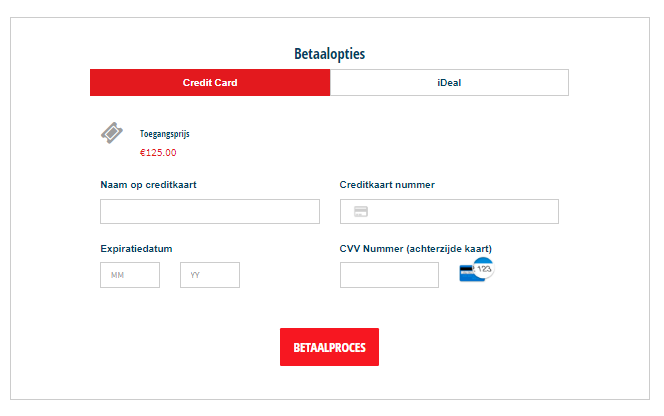 Betaalopties
Credit Card
iDeal
Toegangsprijs
€125.00
Naam op creditkaart
Creditkaart nummer
Expiratiedatum
CVV Nummer (achterzijde kaart)
MM
YY
123
BETAALPROCES